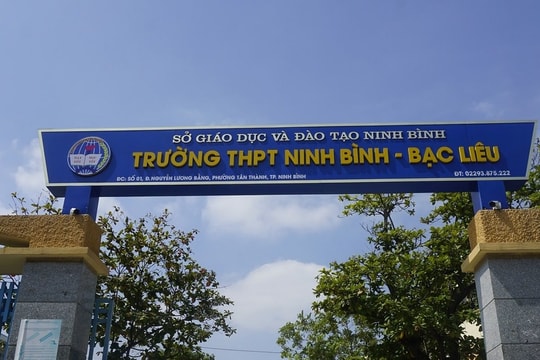 SỞ GIÁO DỤC VÀ ĐÀO TẠO NINH BÌNH
TRƯỜNG THPT NINH BÌNH - BẠC LIÊU
ĐC: SỐ 01, Đ.NGUYỄN LƯƠNG BẰNG, PHƯỜNG TÂN THÀNH, TP. NINH BÌNH
ĐT: 02293.875.222